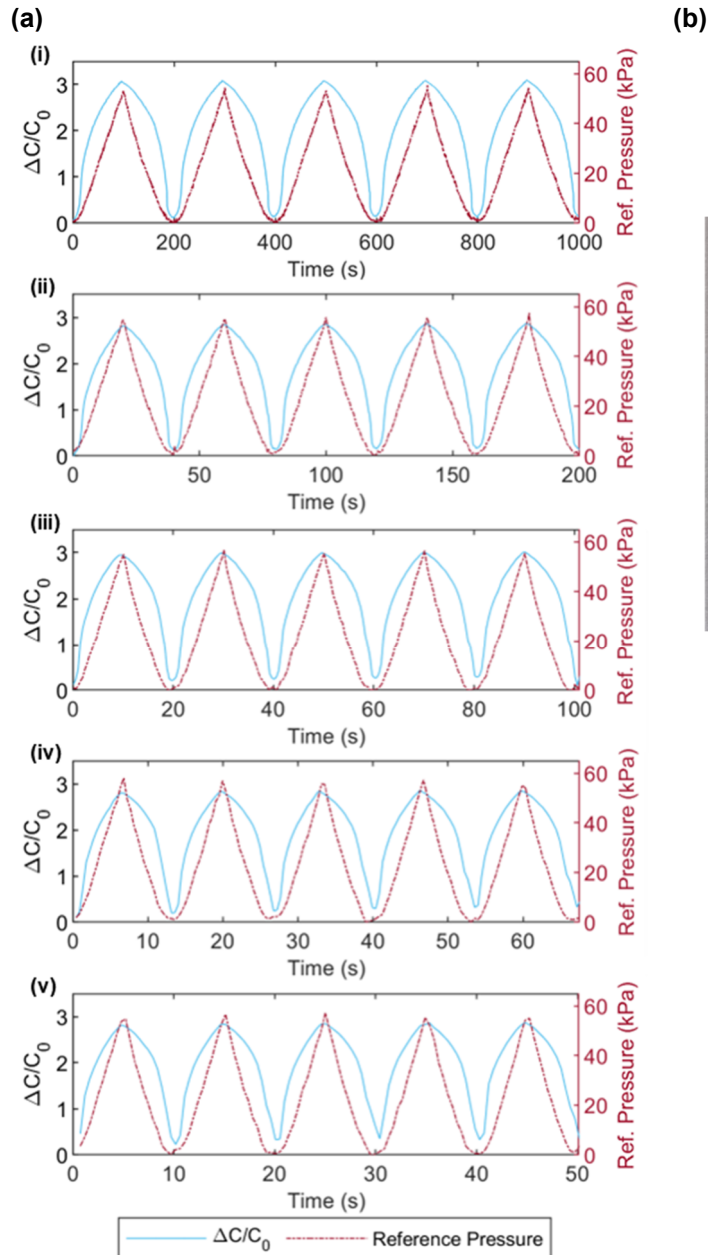 (a)
(b)
(i)
ΔC/C0
3
2
1
0
60
40
20
0
Ref. Pressure (kPa)
0 200 400 600 800 1000
Time (s)
(ii)
ΔC/C0
3
2
1
0
60
40
20
0
Ref. Pressure (kPa)
0 50 100 150 200
Time (s)
(iii)
ΔC/C0
3
2
1
0
60
40
20
0
Ref. Pressure (kPa)
0 20 40 60 80 100
Time (s)
(iv)
ΔC/C0
3
2
1
0
60
40
20
0
Ref. Pressure (kPa)
0 10 20 30 40 50 60
Time (s)
(v)
ΔC/C0
3
2
1
0
60
40
20
0
Ref. Pressure (kPa)
0 10 20 30 40 50
Time (s)
ΔC/C0 Reference Pressure